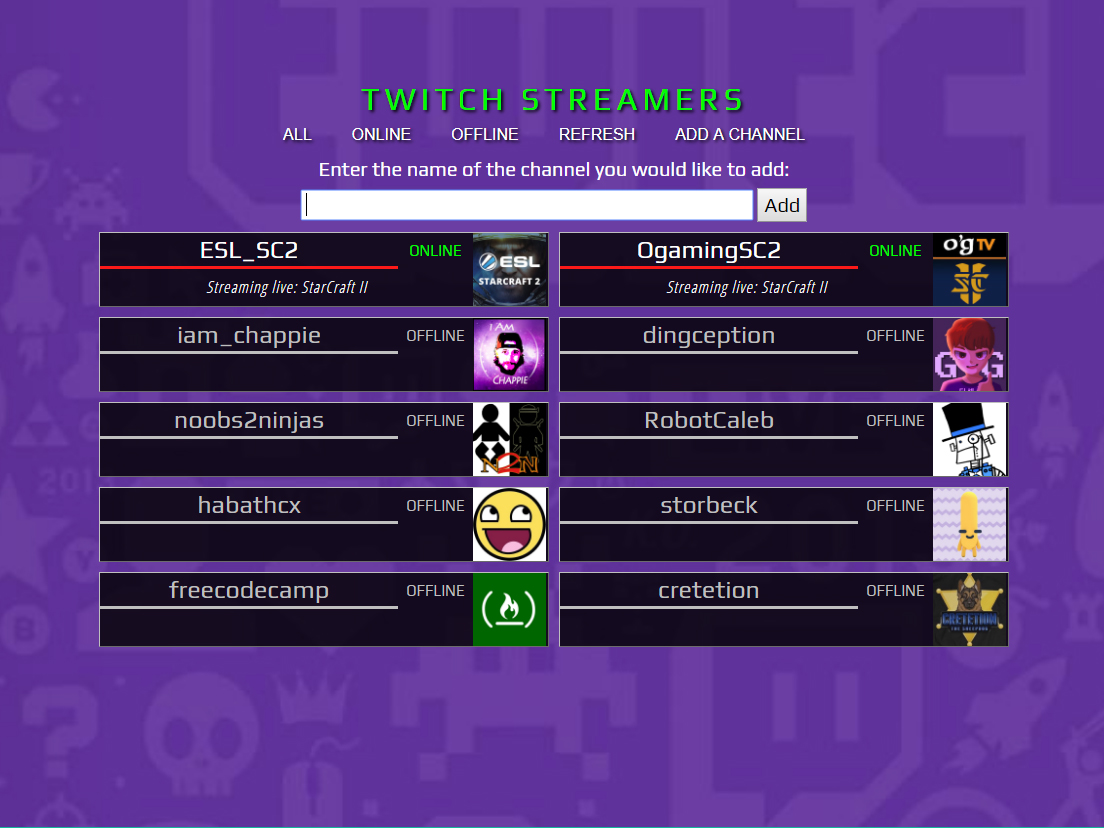 TWITCH STREAMERS
ALL ONLINE OFFLINE REFRESH ADD A CHANNEL
Enter the name of the channel you would like to add:
Add
ESL_SC2 ONLINE
Streaming live: StarCraft II
ESL
STARCRAFT 2
OgamingSC2 ONLINE
Streaming live: StarCraft II
o'g TV
SC
iam_chappie OFFLINE
I AM
CHAPPIE
dingception OFFLINE
G G
noobs2ninjas OFFLINE
N2N
RobotCaleb OFFLINE
habathcx OFFLINE
storbeck OFFLINE
freecodecamp OFFLINE
cretetion OFFLINE
CRETETION
201
B